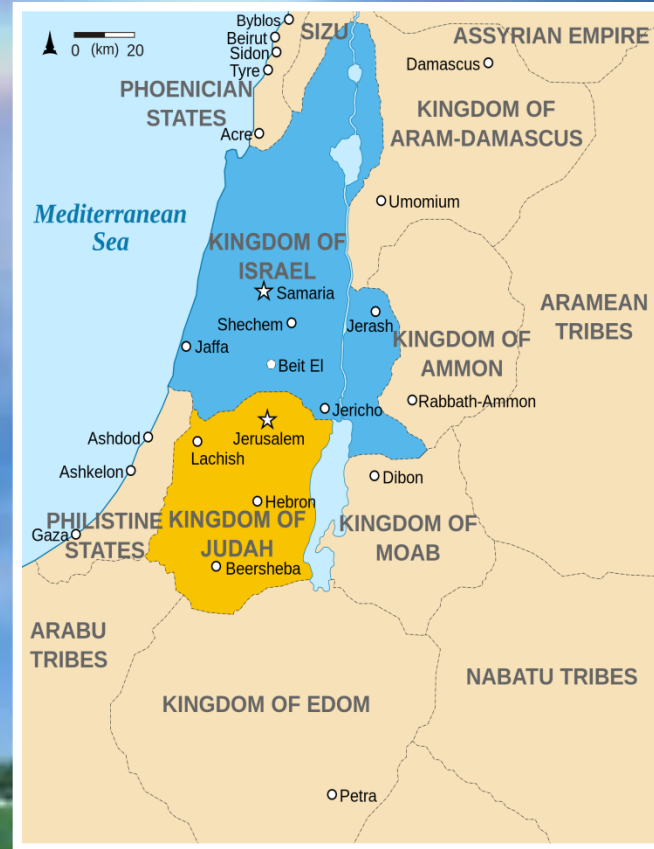 Byblos
Beirut
Sidon
Tyre
0 (km) 20
SIZU
ASSYRIAN EMPIRE
Damascus
PHOENICIAN
STATES
KINGDOM OF
ARAM-DAMASCUS
Acre
Umomium
Mediterranean
Sea
KINGDOM OF
ISRAEL
Samaria
Shechem
Jerash
ARAMEAN
TRIBES
Jaffa
KINGDOM OF
AMMON
Beit El
Rabbath-Ammon
Jericho
Ashdod
Jerusalem
Lachish
Ashkelon
Dibon
Hebron
Gaza
PHILISTINE
STATES
KINGDOM OF
JUDAH
KINGDOM OF
MOAB
Beersheba
ARABU
TRIBES
NABATU TRIBES
KINGDOM OF EDOM
Petra